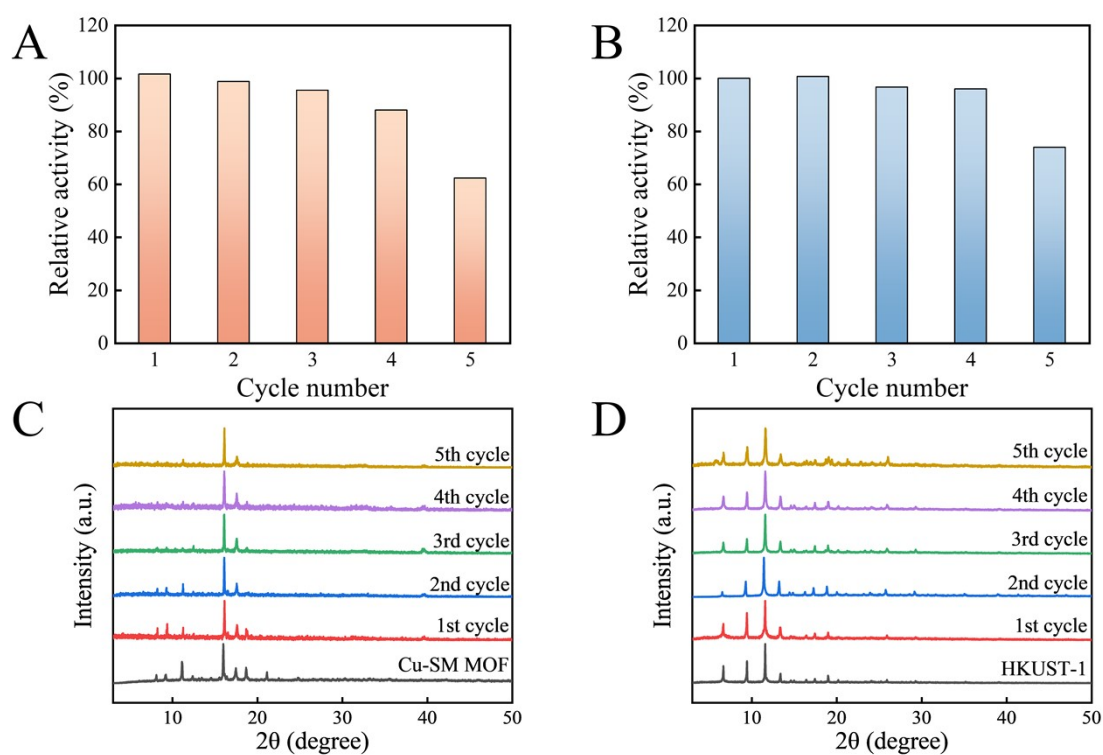 A
Relative activity (%)
120
100
80
60
40
20
0
1 2 3 4 5
Cycle number
B
Relative activity (%)
120
100
80
60
40
20
0
1 2 3 4 5
Cycle number
C
Intensity (a.u.)
5th cycle
4th cycle
3rd cycle
2nd cycle
1st cycle
Cu-SM MOF
10 20 30 40 50
2θ (degree)
D
Intensity (a.u.)
5th cycle
4th cycle
3rd cycle
2nd cycle
1st cycle
HKUST-1
10 20 30 40 50
2θ (degree)